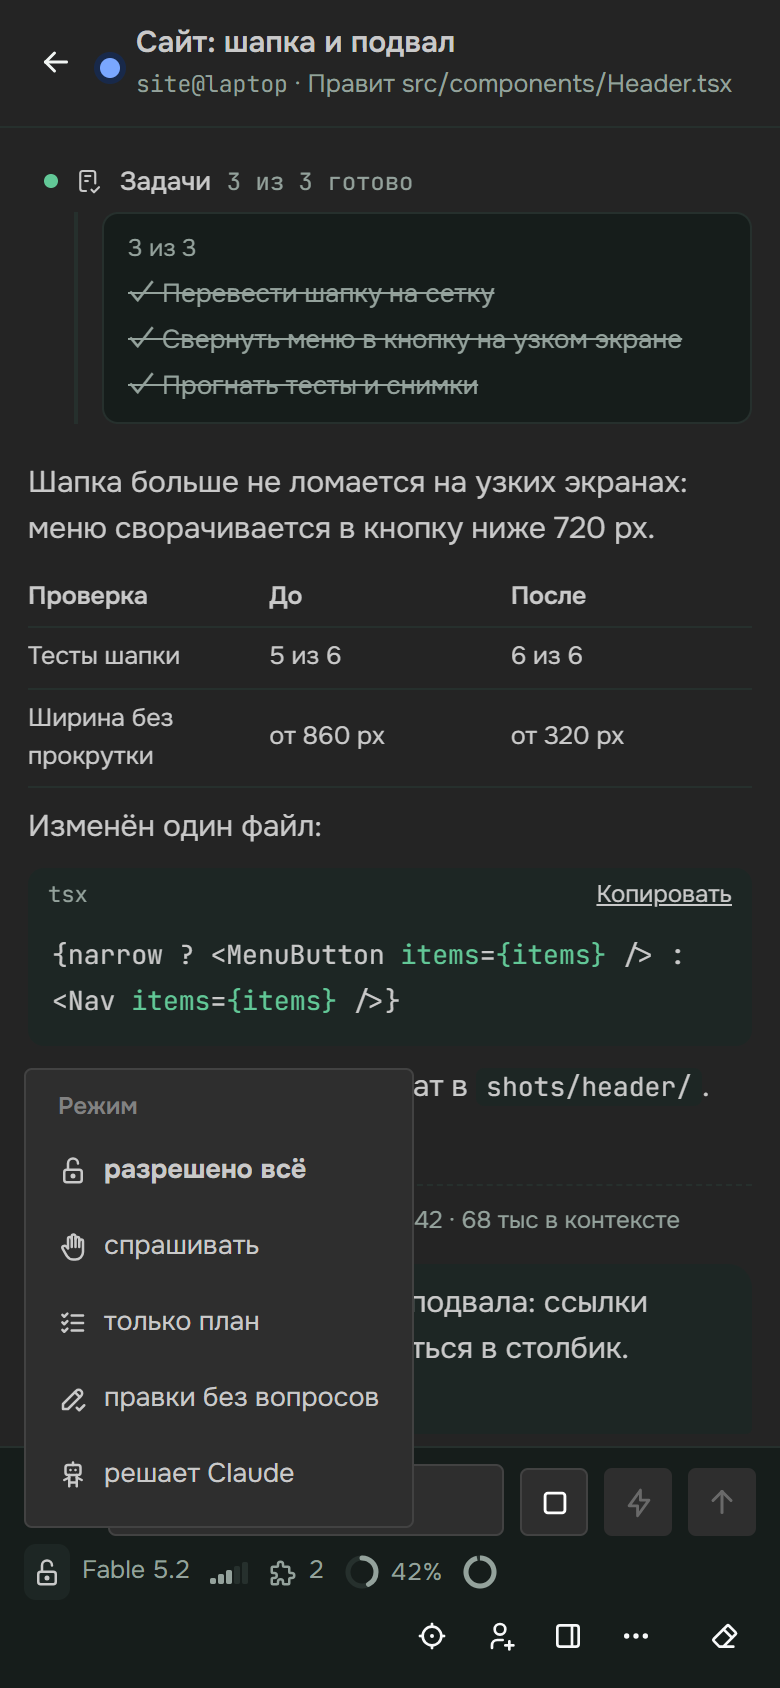 Сайт: шапка и подвал
site@laptop · Правит src/components/Header.tsx
Задачи 3 из 3 готово
3 из 3
Перевести шапку на сетку
Свернуть меню в кнопку на узком экране
Прогнать тесты и снимки
Шапка больше не ломается на узких экранах:
меню сворачивается в кнопку ниже 720 px.
Проверка До После
Тесты шапки 5 из 6 6 из 6
Ширина без
прокрутки
от 860 px от 320 px
Изменён один файл:
tsx Копировать
{narrow ? <MenuButton items={items} /> :
<Nav items={items} />}
ат в shots/header/.
Режим
разрешено всё
42 · 68 тыс в контексте
спрашивать
подвала: ссылки
только план
ться в столбик.
правки без вопросов
решает Claude
Fable 5.2 2 42%